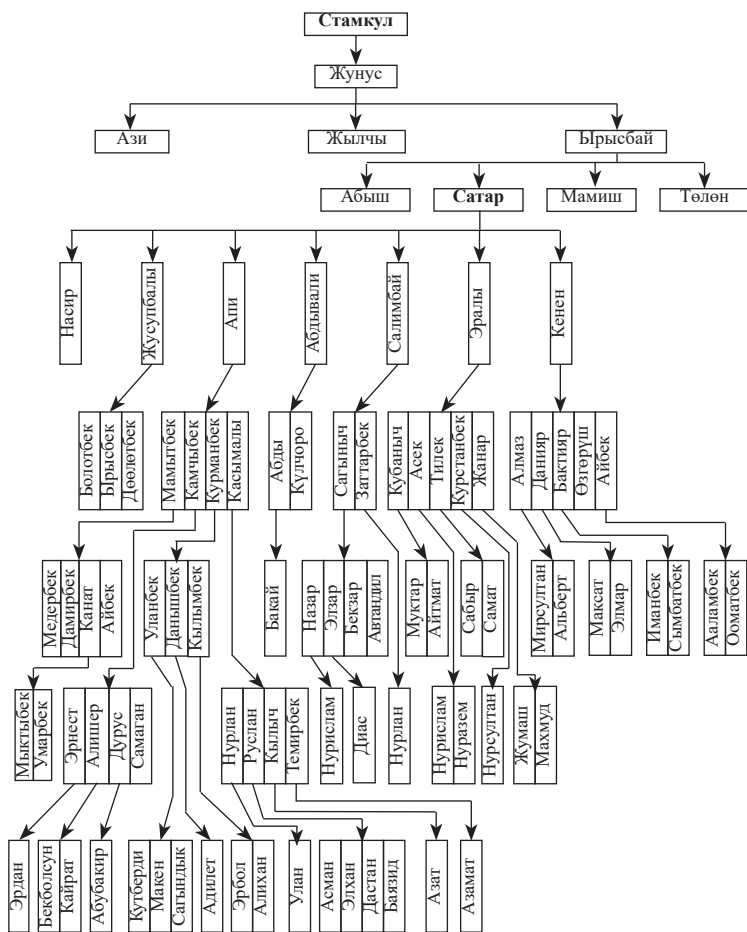 Стамкул
Жунус
Ази
Жылчы
Ырысбай
Абыш
Сатар
Мамиш
Төлөн
Насир
Жусупбалы
Апи
Абдывали
Салимбай
Эралы
Кенен
Болотбек
Ырысбек
Дөөлөтбек
Мамытбек
Камчыбек
Курманбек
Касымалы
Абды
Күлчоро
Сагыныч
Заттарбек
Кубаныч
Асек
Тилек
Курстанбек
Жанар
Алмаз
Данияр
Бактияр
Өзгөрүш
Айбек
Медербек
Дамирбек
Канат
Айбек
Уланбек
Данышбек
Кылымбек
Бакай
Назар
Элзар
Бекзар
Автандил
Муктар
Айтмат
Сабыр
Самат
Мирсултан
Альберт
Максат
Элмар
Иманбек
Сымбатбек
Ааламбек
Ооматбек
Мыктыбек
Умарбек
Эрнест
Алишер
Дурус
Самаган
Нурлан
Руслан
Кылыч
Темирбек
Нурислам
Диас
Нурлан
Нурислам
Нуразем
Нурсултан
Жумаш
Махмуд
Эрдан
Бекболсун
Кайрат
Абубакир
Кутберди
Макен
Сагындык
Адилет
Эрбол
Алихан
Улан
Асман
Элхан
Дастан
Баязид
Азат
Азамат